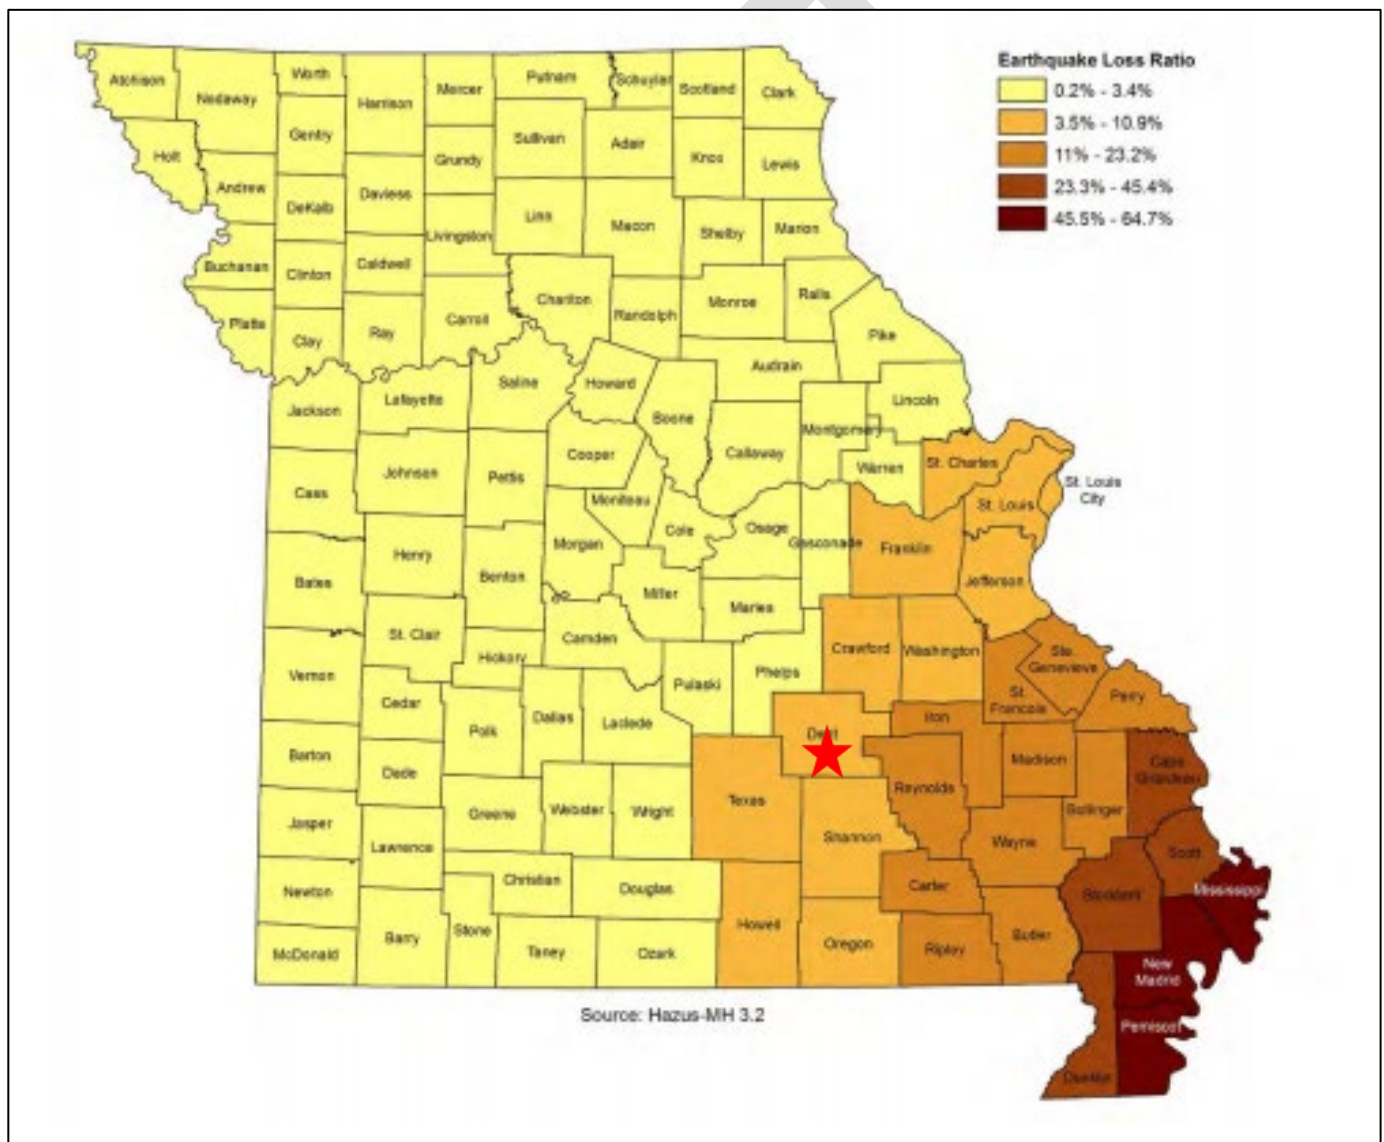 Earthquake Loss Ratio
0.2% - 3.4%
3.5% - 10.9%
11% - 23.2%
23.3% - 45.4%
45.5% - 64.7%
Atchison
Nodaway
Worth
Harrison
Mercer
Putnam
Schuyler
Scotland
Clark
Gentry
Sullivan
Adair
Knox
Lewis
Holt
Andrew
DeKalb
Daviess
Grundy
Linn
Macon
Shelby
Marion
Livingston
Buchanan
Clinton
Caldwell
Chariton
Randolph
Monroe
Ralls
Platte
Clay
Ray
Carroll
Pike
Audrain
Saline
Howard
Jackson
Lafayette
Boone
Lincoln
Montgomery
Callaway
Cooper
Warren
St. Charles
Johnson
Pettis
Cass
Moniteau
St. Louis
St. Louis
City
Cole
Osage
Gasconade
Franklin
Morgan
Henry
Benton
Bates
Miller
Maries
Jefferson
St. Clair
Camden
Hickory
Crawford
Washington
Ste.
Genevieve
Vernon
Pulaski
Phelps
St.
Francois
Perry
Cedar
Polk
Dallas
Laclede
Dent
Iron
Barton
Dade
Madison
Cape
Girardeau
Texas
Reynolds
Bollinger
Jasper
Greene
Webster
Wright
Shannon
Wayne
Lawrence
Scott
Newton
Christian
Douglas
Carter
Stoddard
Mississippi
McDonald
Barry
Stone
Taney
Ozark
Howell
Oregon
Ripley
Butler
New
Madrid
Pemiscot
Dunklin
Source: Hazus-MH 3.2